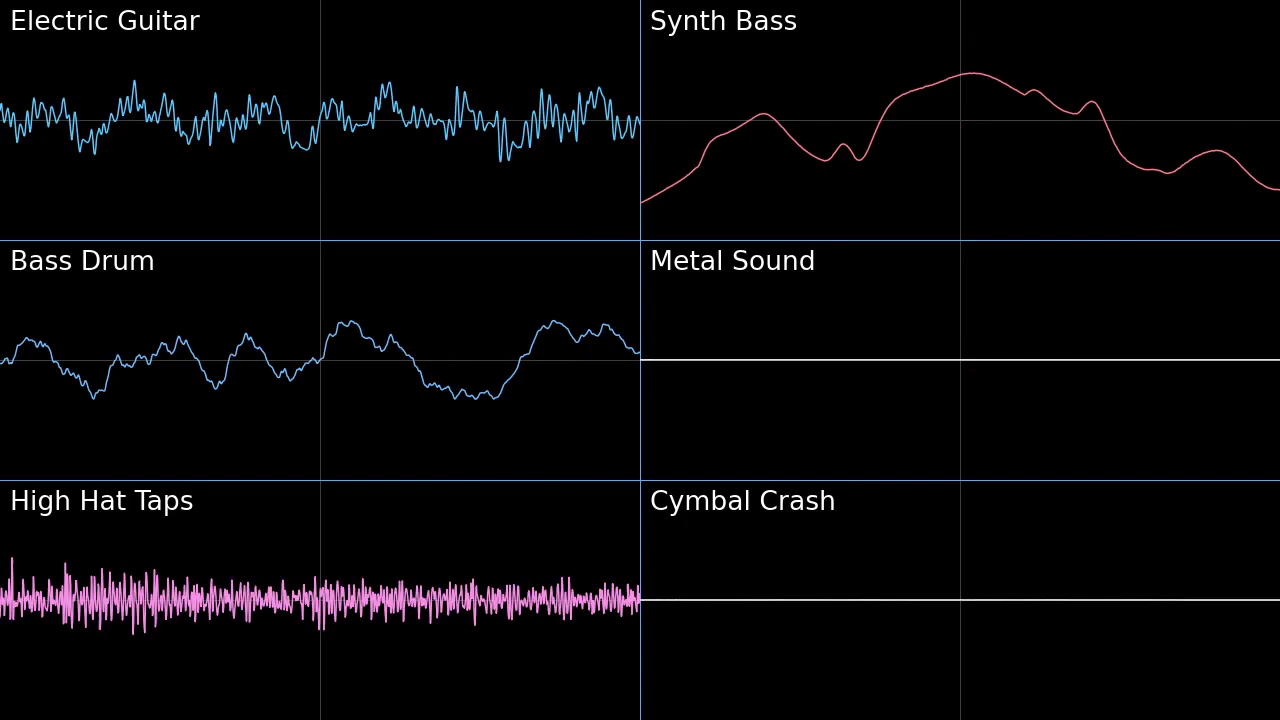 Electric Guitar
Synth Bass
Bass Drum
Metal Sound
High Hat Taps
Cymbal Crash